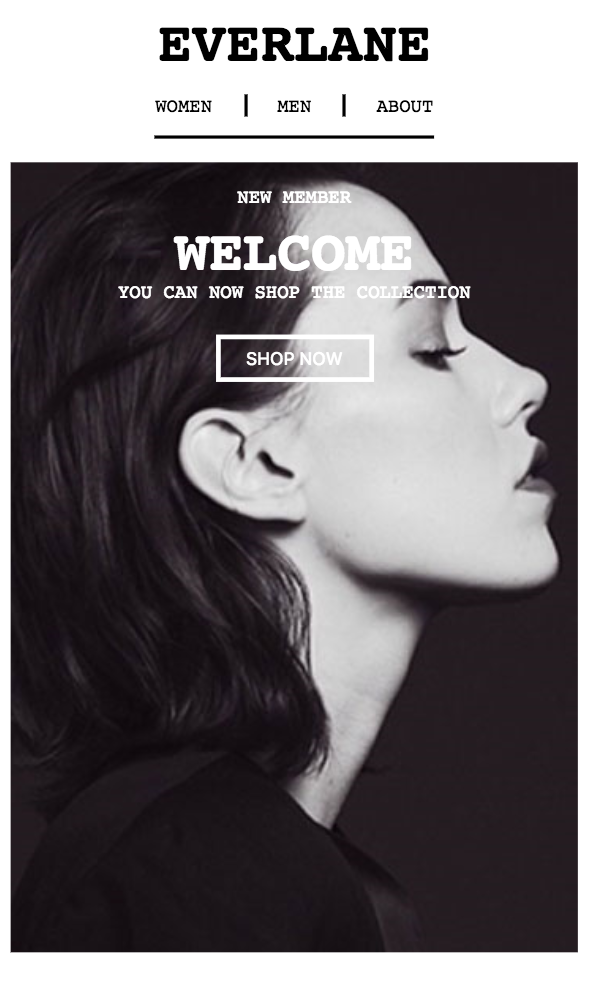 EVERLANE
WOMEN | MEN | ABOUT
NEW MEMBER
WELCOME
YOU CAN NOW SHOP THE COLLECTION
SHOP NOW